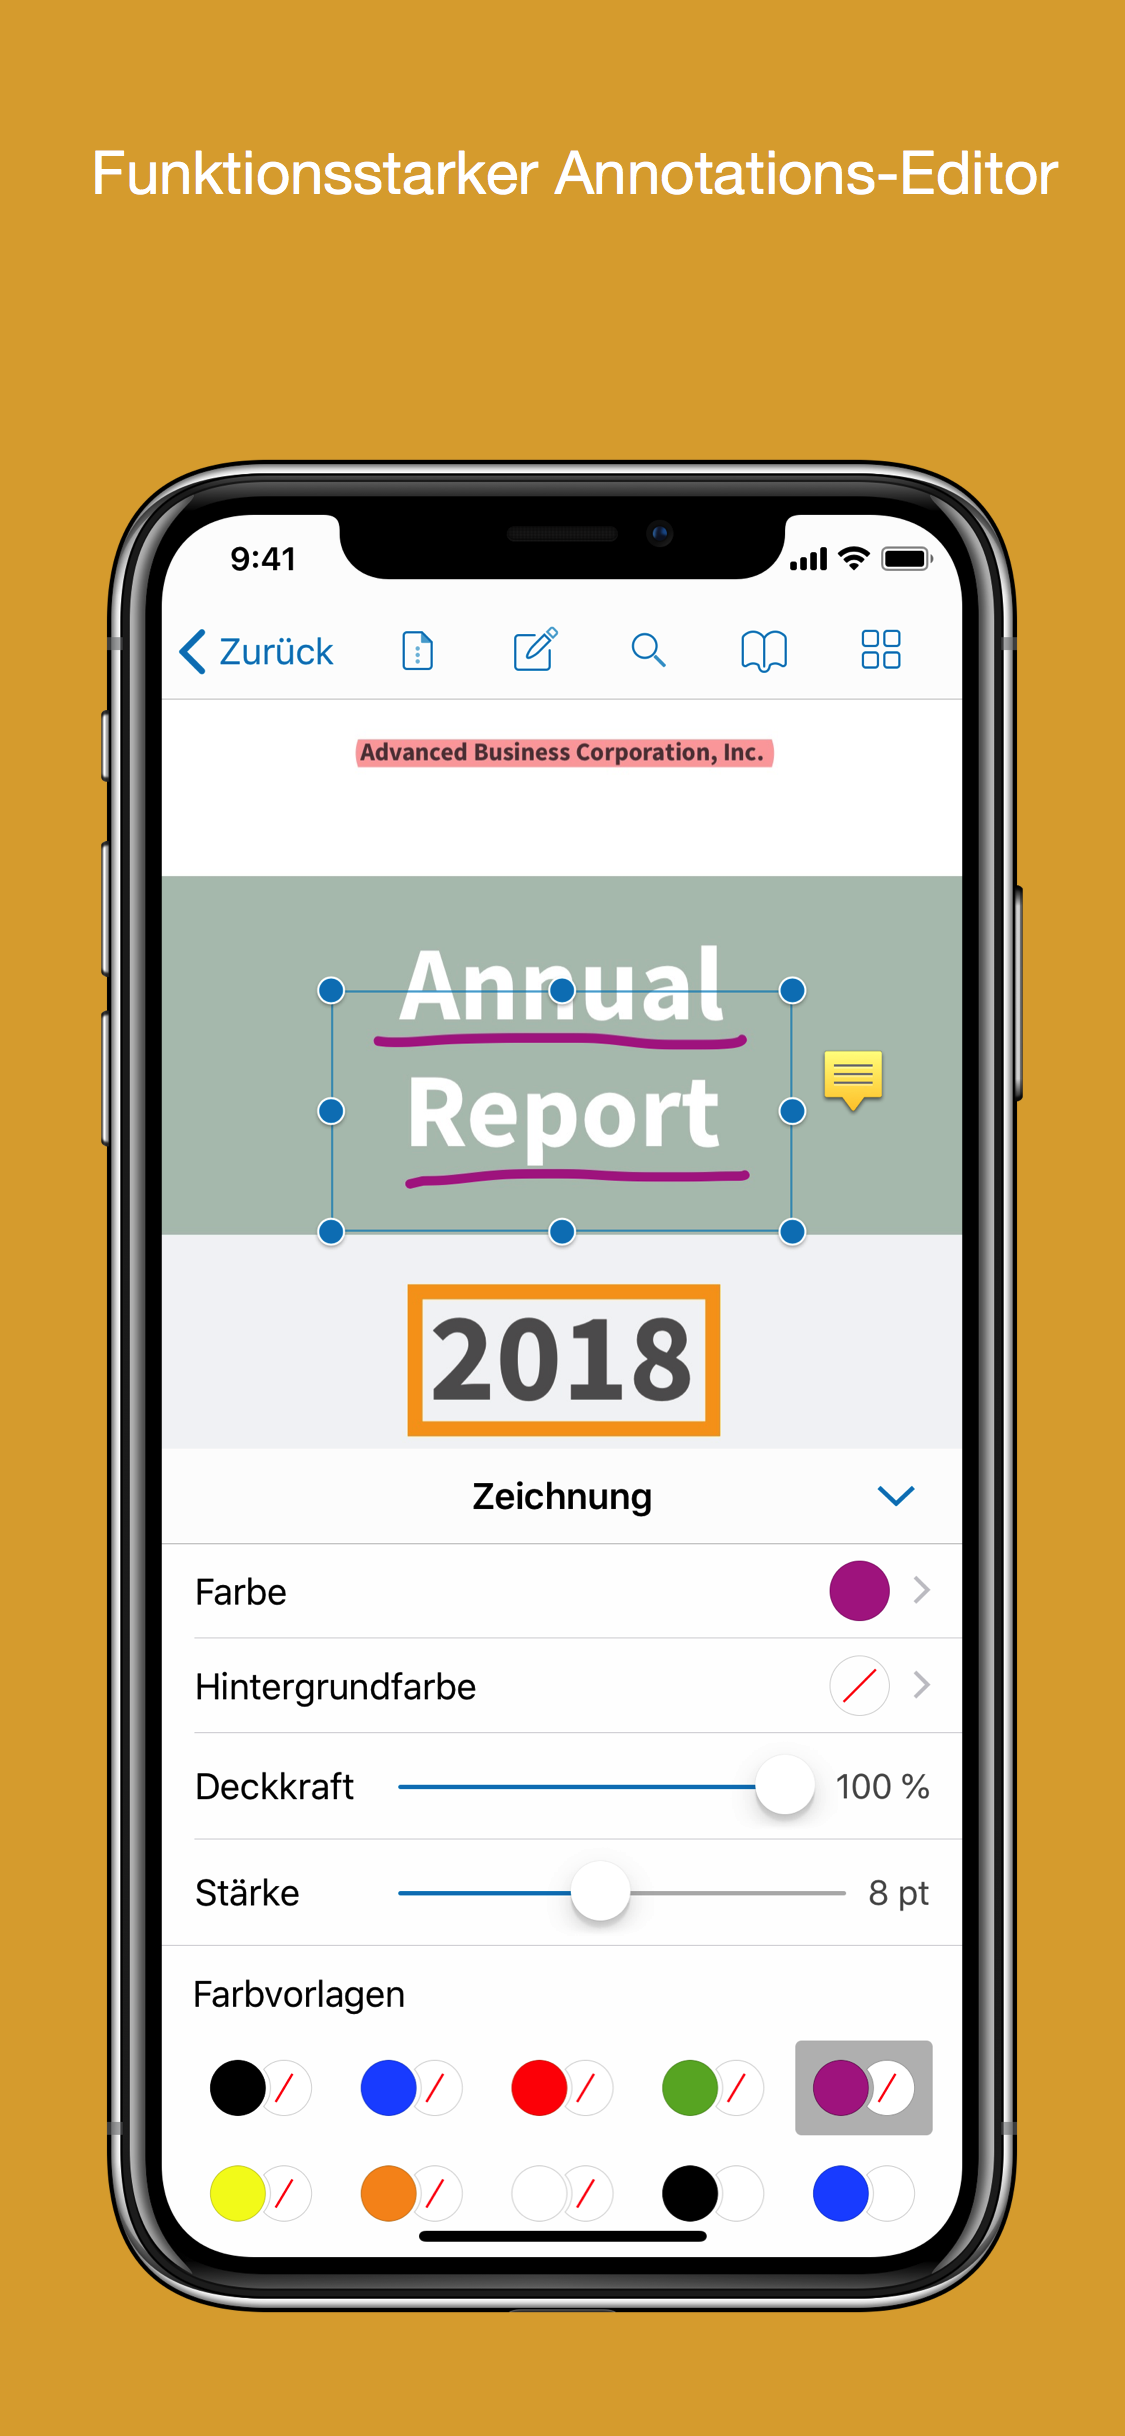 Funktionsstarker Annotations-Editor
9:41
Zurück
Advanced Business Corporation, Inc.
Annual
Report
2018
Zeichnung
Farbe
Hintergrundfarbe
Deckkraft 100 %
Stärke 8 pt
Farbvorlagen